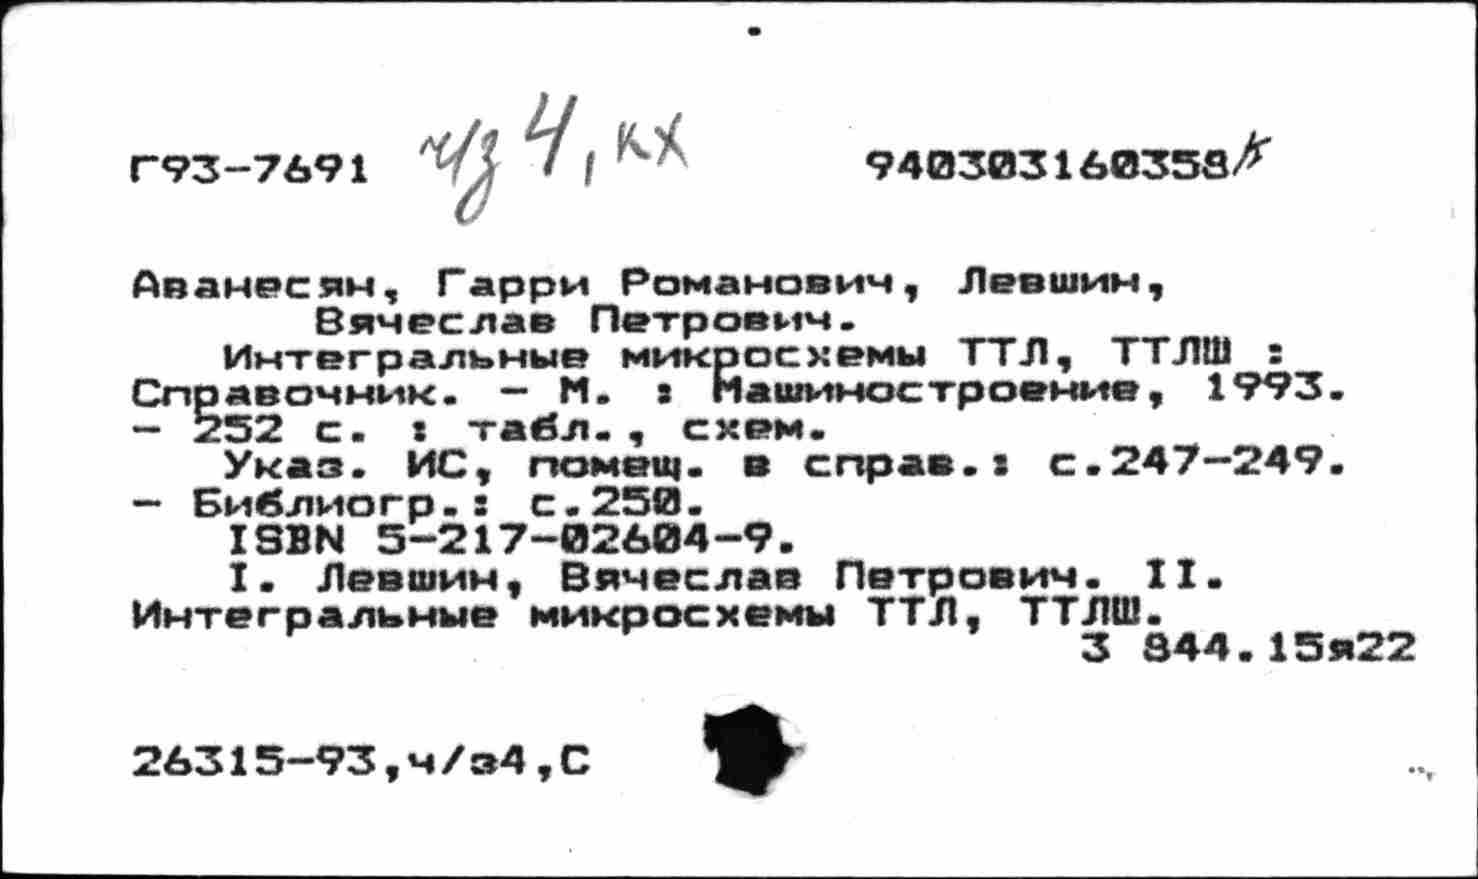 Г93-7691 ч/з 4, кх 940303160358/к
Аванесян, Гарри Романович, Левшин,
Вячеслав Петрович.
Интегральные микросхемы ТТЛ, ТТЛШ :
Справочник. - М. : Машиностроение, 1993.
- 252 с. : табл., схем.
Указ. ИС, помещ. в справ.: с.247-249.
- Библиогр.: с.250.
ISBN 5-217-02604-9.
I. Левшин, Вячеслав Петрович. II.
Интегральные микросхемы ТТЛ, ТТЛШ.
З 844.15я22
26315-93,ч/з4,С